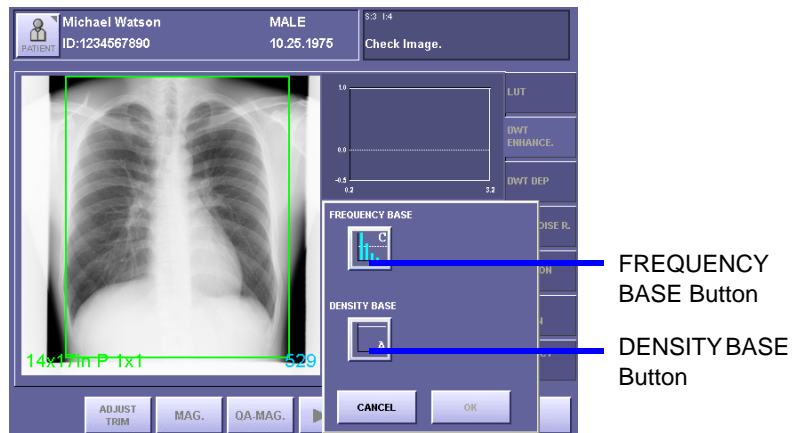 Michael Watson
MALE
ID:1234567890
10.25.1975
PATIENT
S:3 I:4
Check Image.
1.0
0.0
-0.5
0.2
3.2
LUT
DWT
ENHANCE.
DWT DEP
OISE R.
ON
N
FREQUENCY BASE
C
DENSITY BASE
A
CANCEL
OK
14x17in P 1x1
529
ADJUST
TRIM
MAG.
QA-MAG.
FREQUENCY
BASE Button
DENSITY BASE
Button